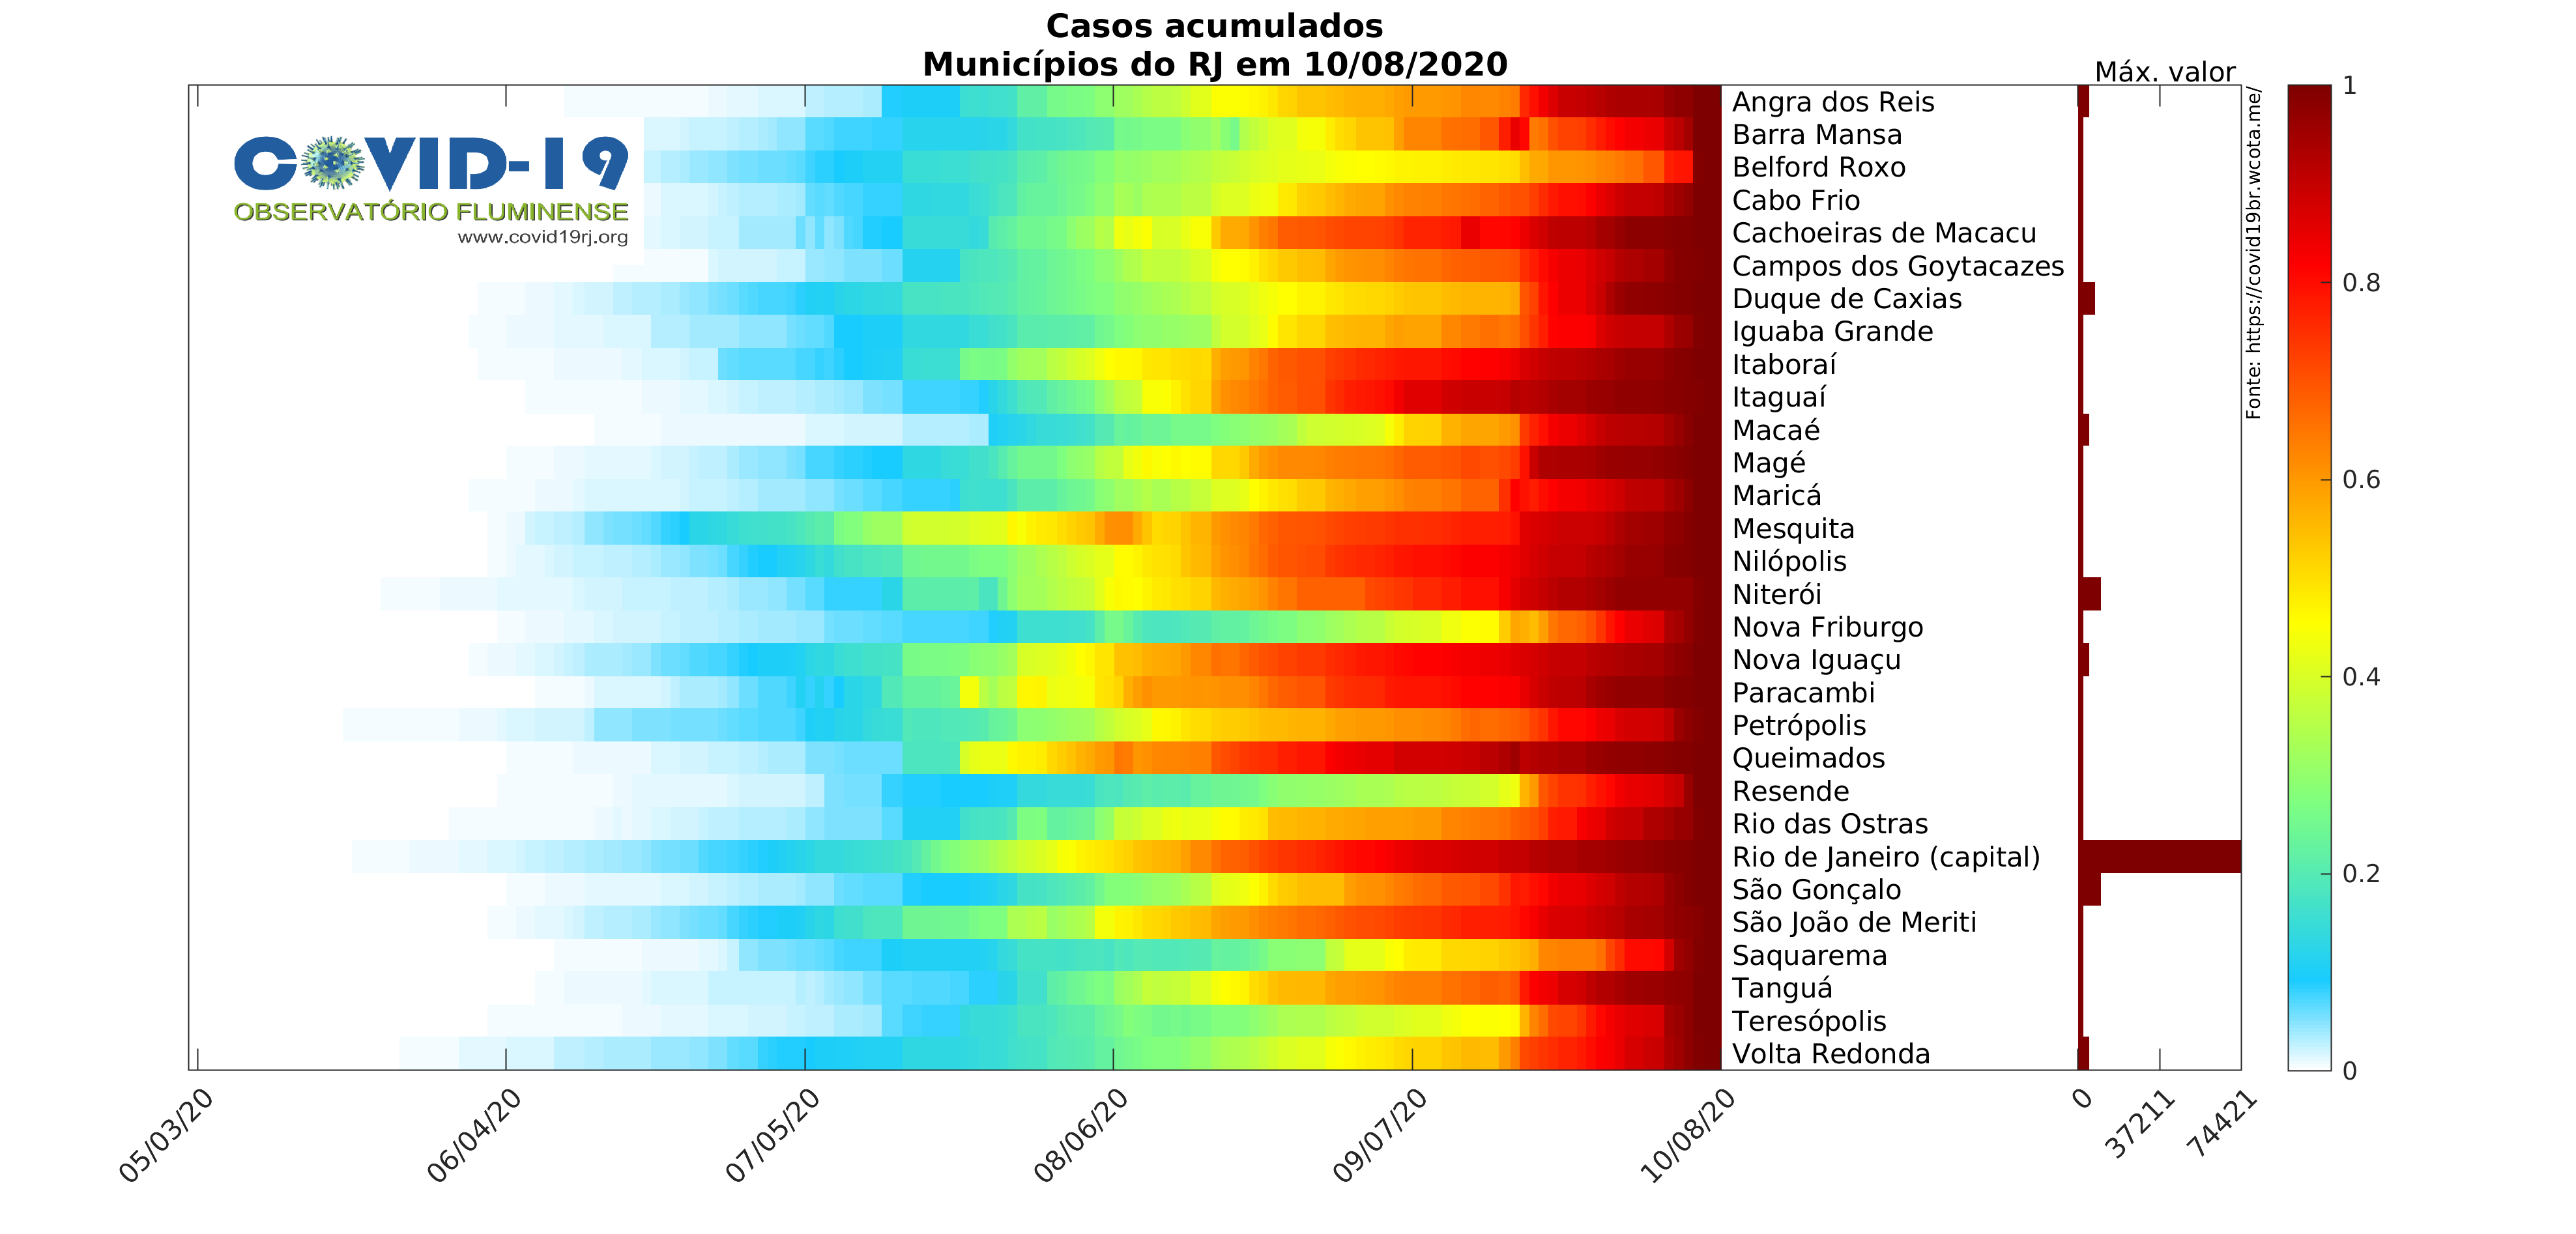 Casos acumulados
Municípios do RJ em 10/08/2020
Máx. valor
COVID-19
OBSERVATÓRIO FLUMINENSE
www.covid19rj.org
Angra dos Reis
Barra Mansa
Belford Roxo
Cabo Frio
Cachoeiras de Macacu
Campos dos Goytacazes
Duque de Caxias
Iguaba Grande
Itaboraí
Itaguaí
Macaé
Magé
Maricá
Mesquita
Nilópolis
Niterói
Nova Friburgo
Nova Iguaçu
Paracambi
Petrópolis
Queimados
Resende
Rio das Ostras
Rio de Janeiro (capital)
São Gonçalo
São João de Meriti
Saquarema
Tanguá
Teresópolis
Volta Redonda
Fonte: https://covid19br.wcota.me/
1
0.8
0.6
0.4
0.2
0
05/03/20
06/04/20
07/05/20
08/06/20
09/07/20
10/08/20
0
37211
74421